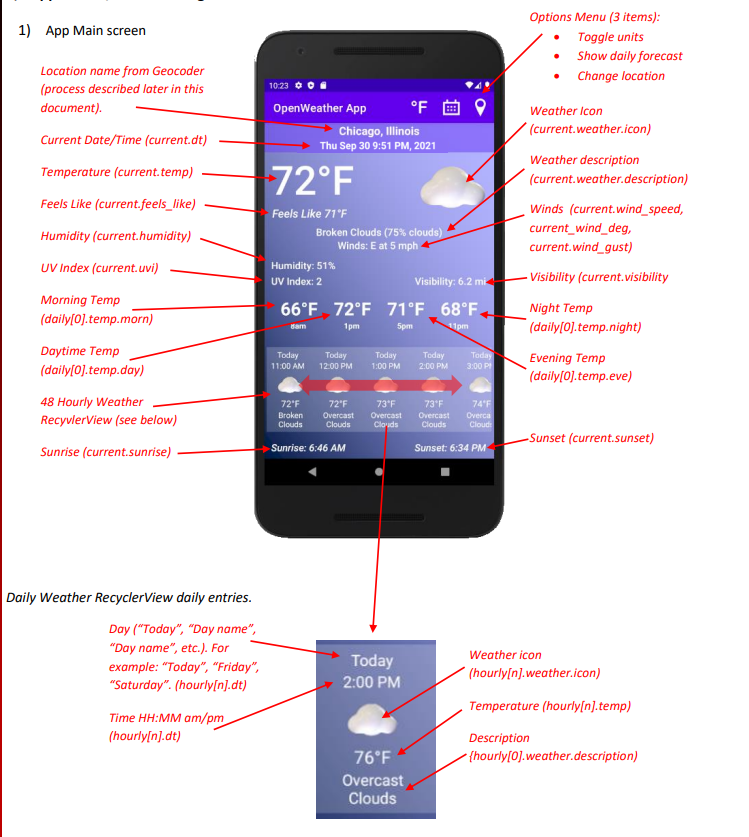 1) App Main screen
Options Menu (3 items):
• Toggle units
• Show daily forecast
• Change location
Location name from Geocoder
(process described later in this
document).
Current Date/Time (current.dt)
Temperature (current.temp)
Feels Like (current.feels_like)
Humidity (current.humidity)
UV Index (current.uvi)
Morning Temp
(daily[0].temp.morn)
Daytime Temp
(daily[0].temp.day)
48 Hourly Weather
RecyvlerView (see below)
Sunrise (current.sunrise)
10:23
OpenWeather App
°F
Chicago, Illinois
Thu Sep 30 9:51 PM, 2021
72°F
Feels Like 71°F
Broken Clouds (75% clouds)
Winds: E at 5 mph
Humidity: 51%
UV Index: 2
Visibility: 6.2 mi
66°F 72°F 71°F 68°F
8am 1pm 5pm 11pm
Today Today Today Today Today
11:00 AM 12:00 PM 1:00 PM 2:00 PM 3:00 P
72°F 72°F 73°F 73°F 74°F
Broken Overcast Overcast Overcast Overca
Clouds Clouds Clouds Clouds Cloud
Sunrise: 6:46 AM Sunset: 6:34 PM
Weather Icon
(current.weather.icon)
Weather description
(current.weather.description)
Winds (current.wind_speed,
current_wind_deg,
current.wind_gust)
Visibility (current.visibility
Night Temp
(daily[0].temp.night)
Evening Temp
(daily[0].temp.eve)
Sunset (current.sunset)
Daily Weather RecyclerView daily entries.
Day (“Today”, “Day name”,
“Day name”, etc.). For
example: “Today”, “Friday”,
“Saturday”. (hourly[n].dt)
Time HH:MM am/pm
(hourly[n].dt)
Today
2:00 PM
76°F
Overcast
Clouds
Weather icon
(hourly[n].weather.icon)
Temperature (hourly[n].temp)
Description
(hourly[0].weather.description)